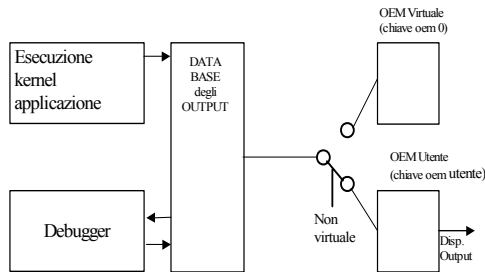 OEM Virtuale
(chiave oem 0)
Esecuzione
kernel
applicazione
DATA
BASE
degli
OUTPUT
OEM Utente
(chiave oem utente)
Debugger
Non
virtuale
Disp.
Output